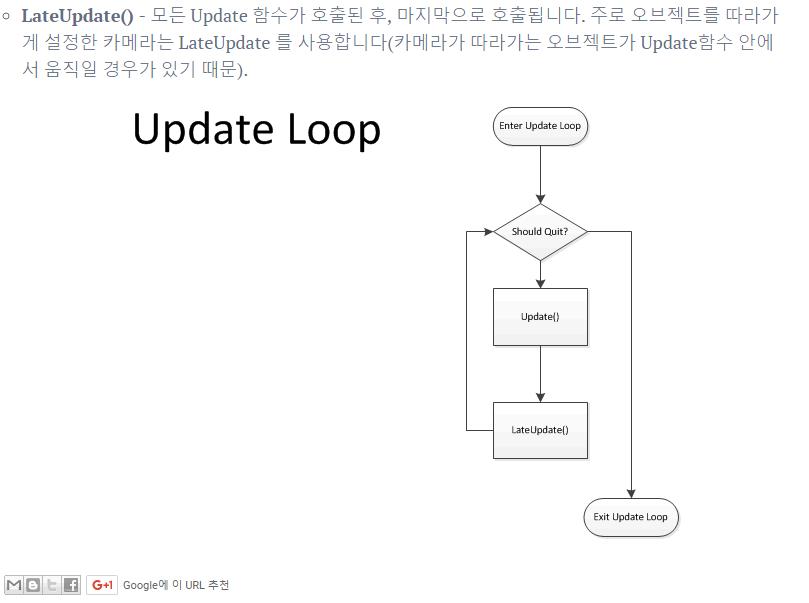 LateUpdate() - 모든 Update 함수가 호출된 후, 마지막으로 호출됩니다. 주로 오브젝트를 따라가
게 설정한 카메라는 LateUpdate 를 사용합니다(카메라가 따라가는 오브젝트가 Update함수 안에
서 움직일 경우가 있기 때문).
Update Loop
Enter Update Loop
Should Quit?
Update()
LateUpdate()
Exit Update Loop
G+1 Google에 이 URL 추천